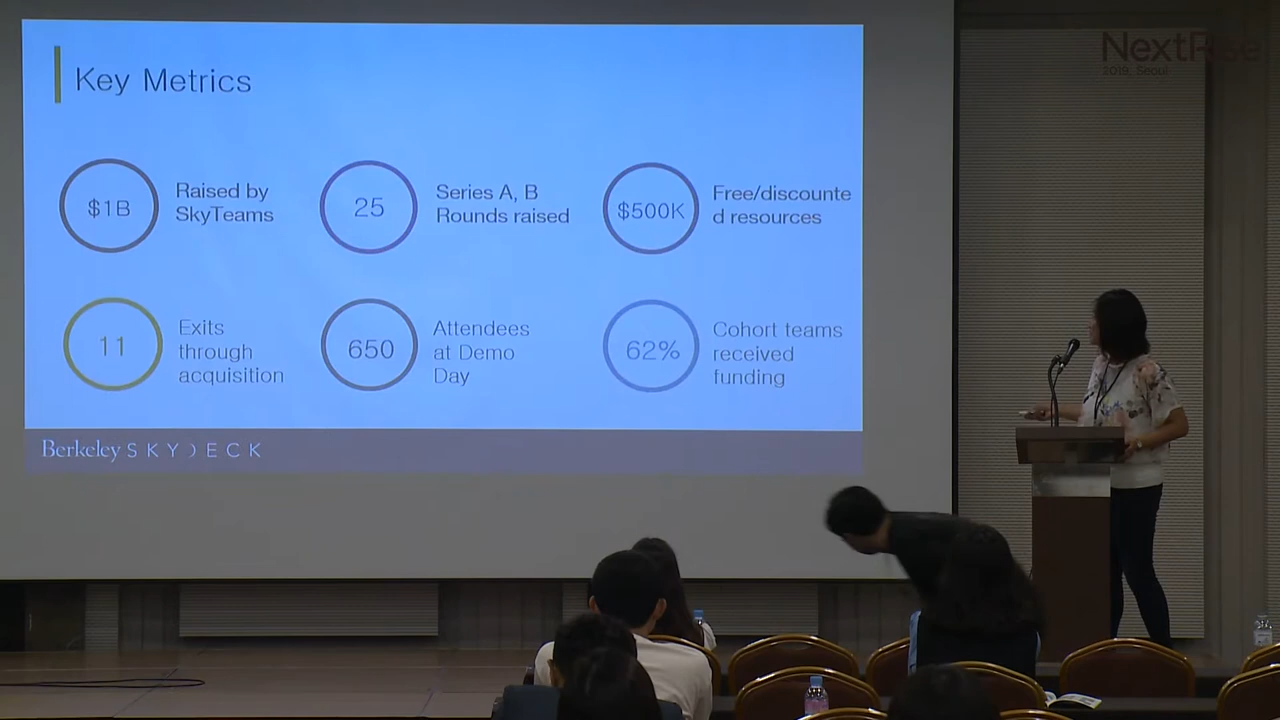 Key Metrics
$1B
Raised by
SkyTeams
25
Series A, B
Rounds raised
$500K
Free/discounte
d resources
11
Exits
through
acquisition
650
Attendees
at Demo
Day
62%
Cohort teams
received
funding
Berkeley SKYDECK
NextRise
2019, Seoul